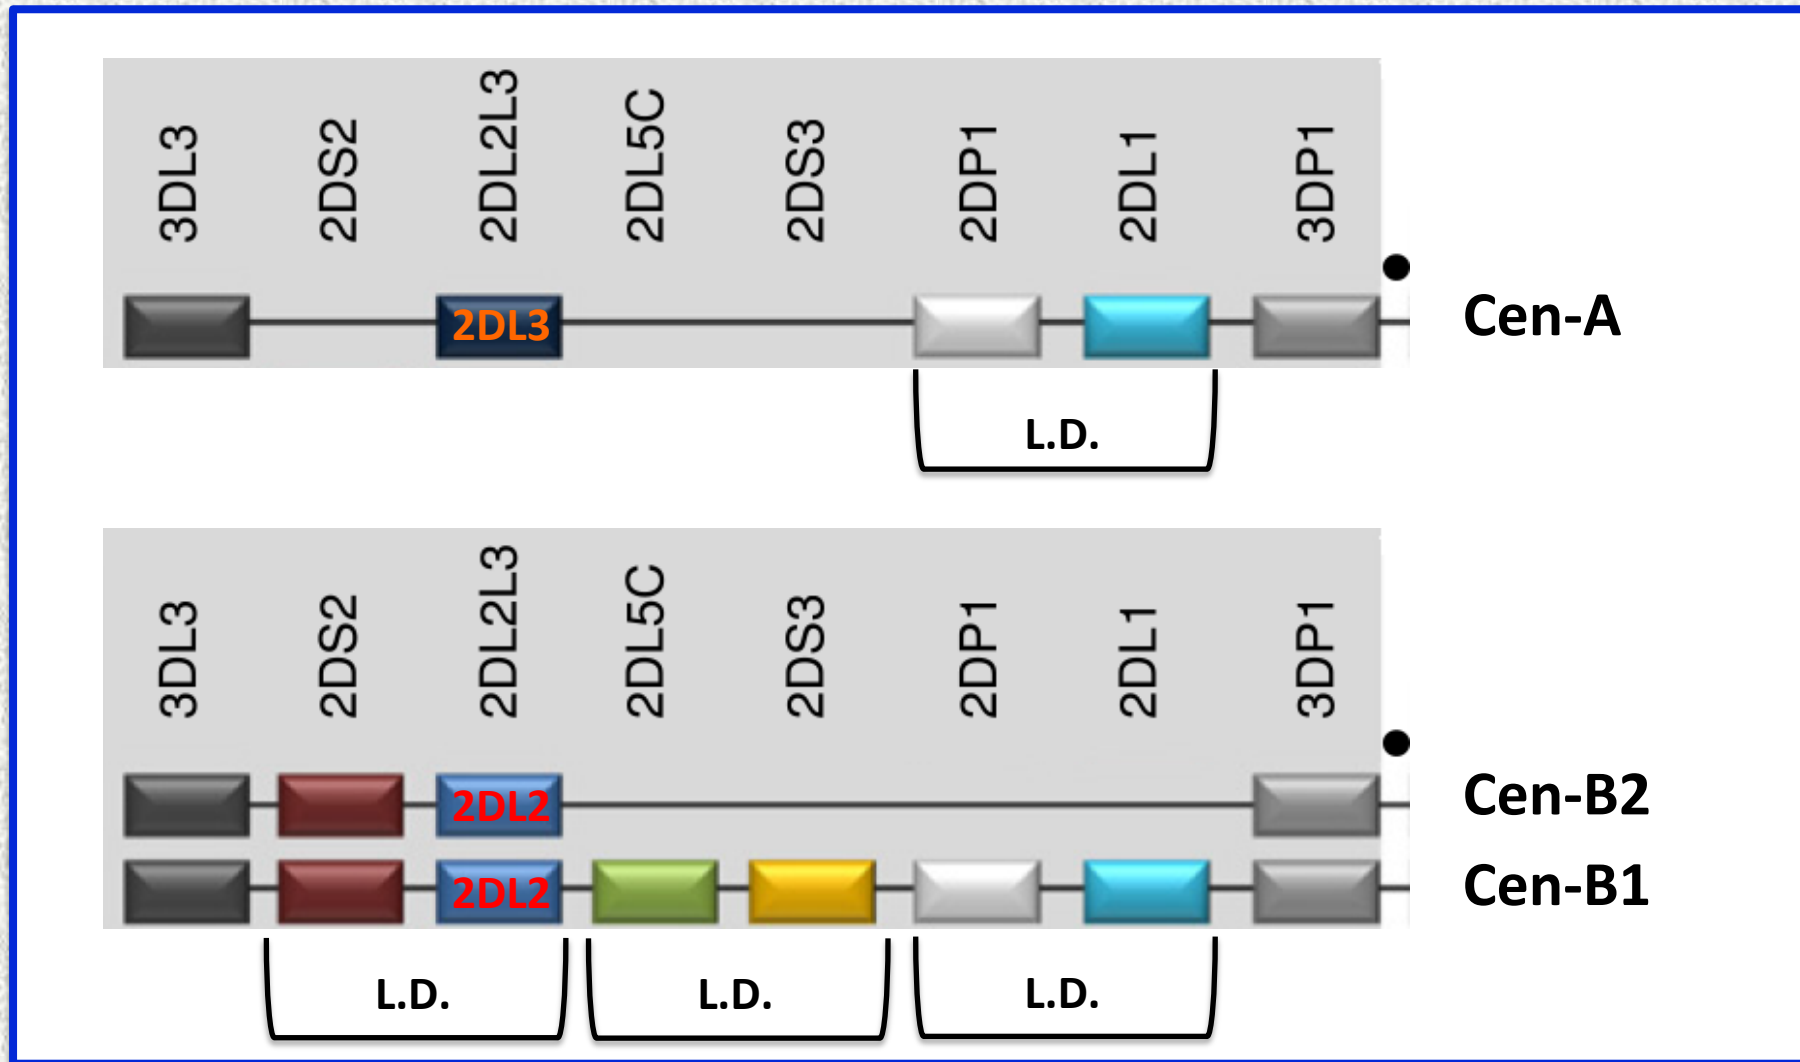 3DL3 2DS2 2DL2L3 2DL5C 2DS3 2DP1 2DL1 3DP1
2DL3 Cen-A
L.D.
3DL3 2DS2 2DL2L3 2DL5C 2DS3 2DP1 2DL1 3DP1
2DL2 Cen-B2
2DL2 Cen-B1
L.D. L.D. L.D.